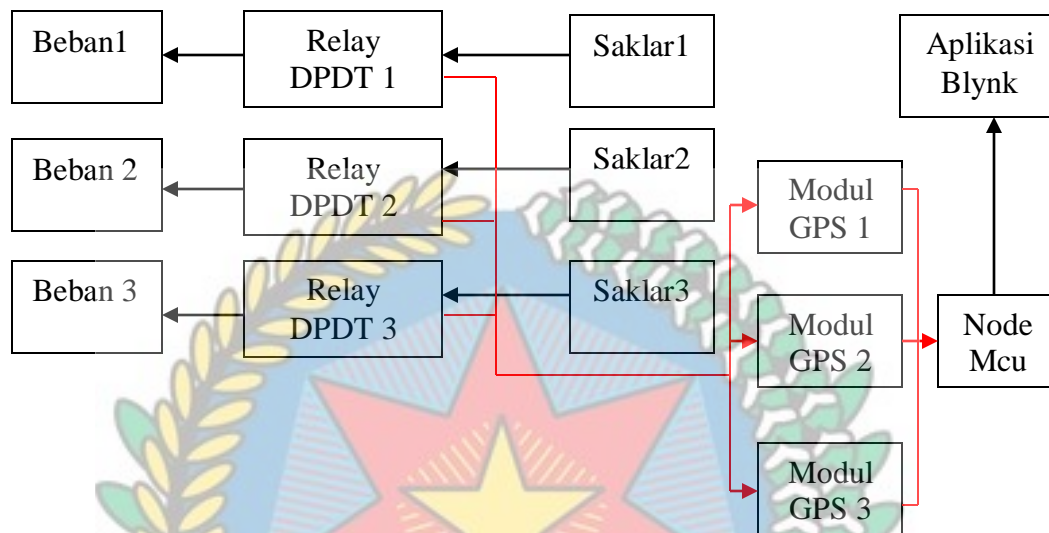 Beban1
Relay
DPDT 1
Saklar1
Aplikasi
Blynk
Beban 2
Relay
DPDT 2
Saklar2
Modul
GPS 1
Beban 3
Relay
DPDT 3
Saklar3
Modul
GPS 2
Node
Mcu
Modul
GPS 3